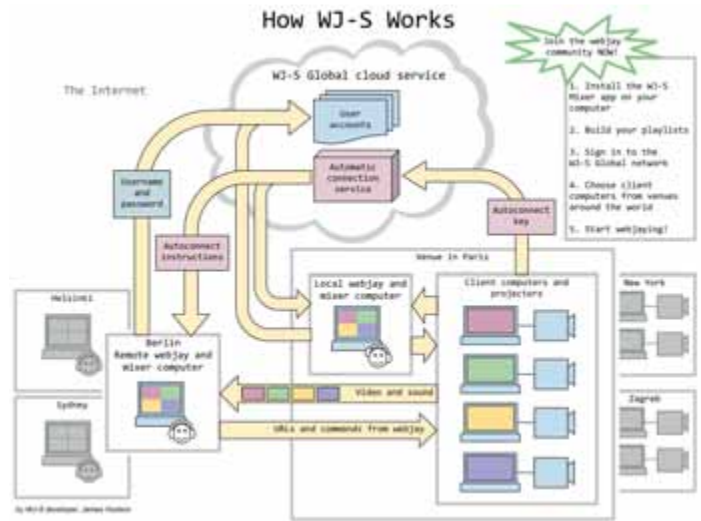 How WJ-S Works
Join the webjay
community NOW!
1. Install the WJ-S
Mixer app on your
computer
2. Build your playlists
3. Sign in to the
WJ-S Global network
4. Choose client
computers from venues
around the world
5. Start webjaying!
The Internet
WJ-S Global cloud service
User
accounts
Automatic
connection
service
Username
and
password
Autoconnect
instructions
Autoconnect
key
Venue in Paris
Local webjay and
mixer computer
Client computers and
projectors
Helsinki
Sydney
Berlin
Remote webjay and
mixer computer
New York
Zagreb
Video and sound
URLs and commands from webjay
by WJ-S developer, James